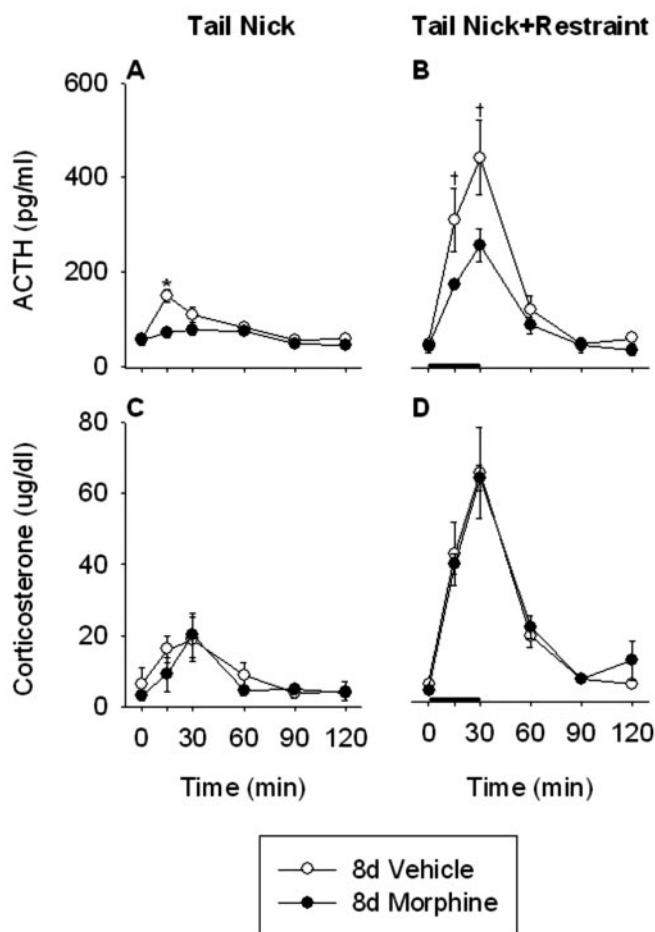 Tail Nick
Tail Nick+Restraint
A
B
600
400
200
0
ACTH (pg/ml)
*
†
†
C
D
80
60
40
20
0
Corticosterone (ug/dl)
0 30 60 90 120
0 30 60 90 120
Time (min)
Time (min)
8d Vehicle
8d Morphine